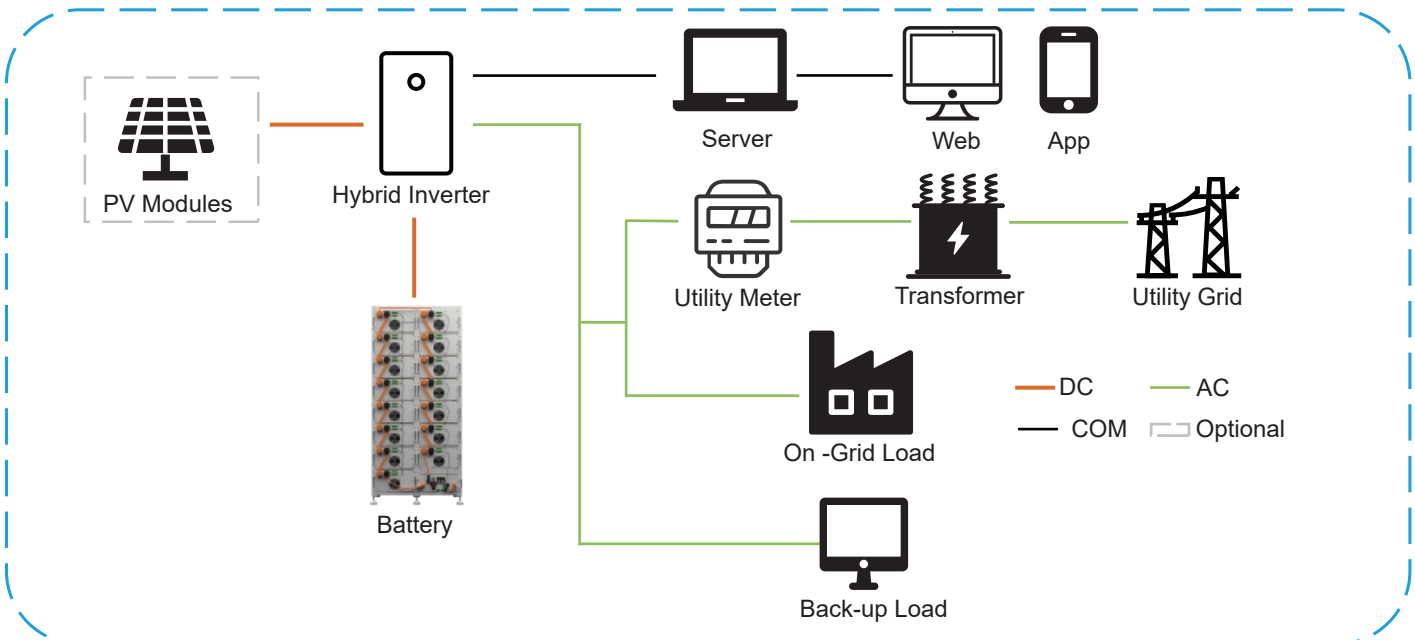 Server
Web
App
PV Modules
Hybrid Inverter
Utility Meter
Transformer
Utility Grid
DC
AC
COM
Optional
On -Grid Load
Battery
Back-up Load